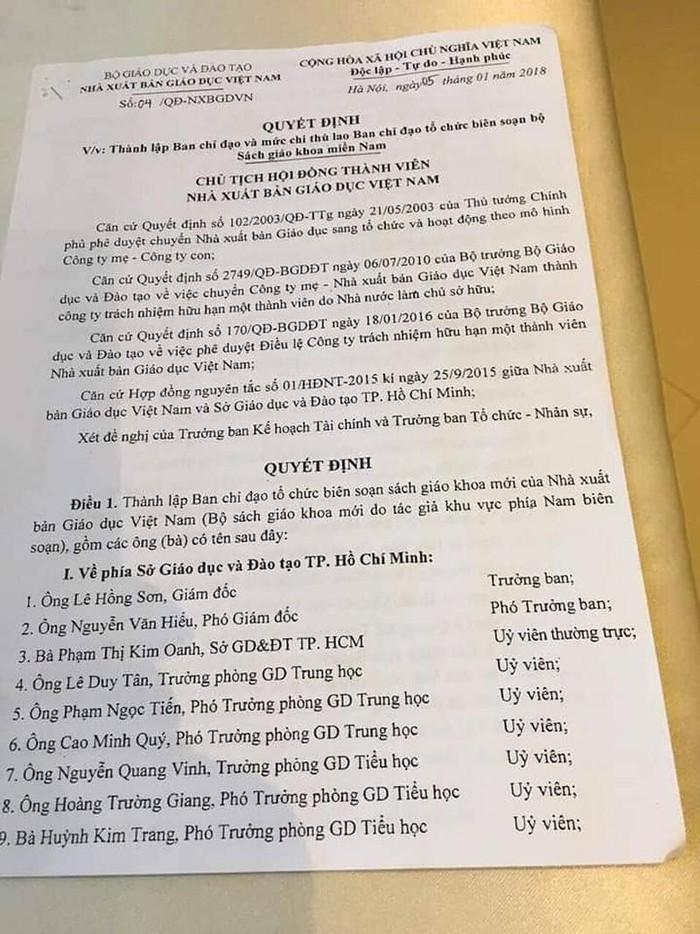 BỘ GIÁO DỤC VÀ ĐÀO TẠO
NHÀ XUẤT BẢN GIÁO DỤC VIỆT NAM
Số: 04 /QĐ-NXBGDVN
CỘNG HÒA XÃ HỘI CHỦ NGHĨA VIỆT NAM
Độc lập - Tự do - Hạnh phúc
Hà Nội, ngày 05 tháng 01 năm 2018
QUYẾT ĐỊNH
V/v: Thành lập Ban chỉ đạo và mức chi thù lao Ban chỉ đạo tổ chức biên soạn bộ
Sách giáo khoa miền Nam
CHỦ TỊCH HỘI ĐỒNG THÀNH VIÊN
NHÀ XUẤT BẢN GIÁO DỤC VIỆT NAM
Căn cứ Quyết định số 102/2003/QĐ-TTg ngày 21/05/2003 của Thủ tướng Chính
phủ phê duyệt chuyển Nhà xuất bản Giáo dục sang tổ chức và hoạt động theo mô hình
Công ty mẹ - Công ty con;
Căn cứ Quyết định số 2749/QĐ-BGDĐT ngày 06/07/2010 của Bộ trưởng Bộ Giáo
dục và Đào tạo về việc chuyển Công ty mẹ - Nhà xuất bản Giáo dục Việt Nam thành
công ty trách nhiệm hữu hạn một thành viên do Nhà nước làm chủ sở hữu;
Căn cứ Quyết định số 170/QĐ-BGDĐT ngày 18/01/2016 của Bộ trưởng Bộ Giáo
dục và Đào tạo về việc phê duyệt Điều lệ Công ty trách nhiệm hữu hạn một thành viên
Nhà xuất bản Giáo dục Việt Nam;
Căn cứ Hợp đồng nguyên tắc số 01/HĐNT-2015 kí ngày 25/9/2015 giữa Nhà xuất
bản Giáo dục Việt Nam và Sở Giáo dục và Đào tạo TP. Hồ Chí Minh;
Xét đề nghị của Trưởng ban Kế hoạch Tài chính và Trưởng ban Tổ chức - Nhân sự,
QUYẾT ĐỊNH
Điều 1. Thành lập Ban chỉ đạo tổ chức biên soạn sách giáo khoa mới của Nhà xuất
bản Giáo dục Việt Nam (Bộ sách giáo khoa mới do tác giả khu vực phía Nam biên
soạn), gồm các ông (bà) có tên sau đây:
I. Về phía Sở Giáo dục và Đào tạo TP. Hồ Chí Minh:
1. Ông Lê Hồng Sơn, Giám đốc Trưởng ban;
2. Ông Nguyễn Văn Hiếu, Phó Giám đốc Phó Trưởng ban;
3. Bà Phạm Thị Kim Oanh, Sở GD&ĐT TP. HCM Uỷ viên thường trực;
4. Ông Lê Duy Tân, Trưởng phòng GD Trung học Uỷ viên;
5. Ông Phạm Ngọc Tiến, Phó Trưởng phòng GD Trung học Uỷ viên;
6. Ông Cao Minh Quý, Phó Trưởng phòng GD Trung học Uỷ viên;
7. Ông Nguyễn Quang Vinh, Trưởng phòng GD Tiểu học Uỷ viên;
8. Ông Hoàng Trường Giang, Phó Trưởng phòng GD Tiểu học Uỷ viên;
9. Bà Huỳnh Kim Trang, Phó Trưởng phòng GD Tiểu học Uỷ viên;